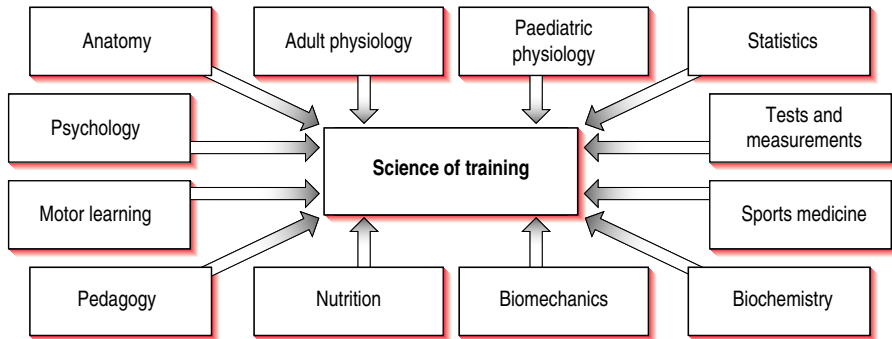 Anatomy
Adult physiology
Paediatric
physiology
Statistics
Psychology
Tests and
measurements
Science of training
Motor learning
Sports medicine
Pedagogy
Nutrition
Biomechanics
Biochemistry